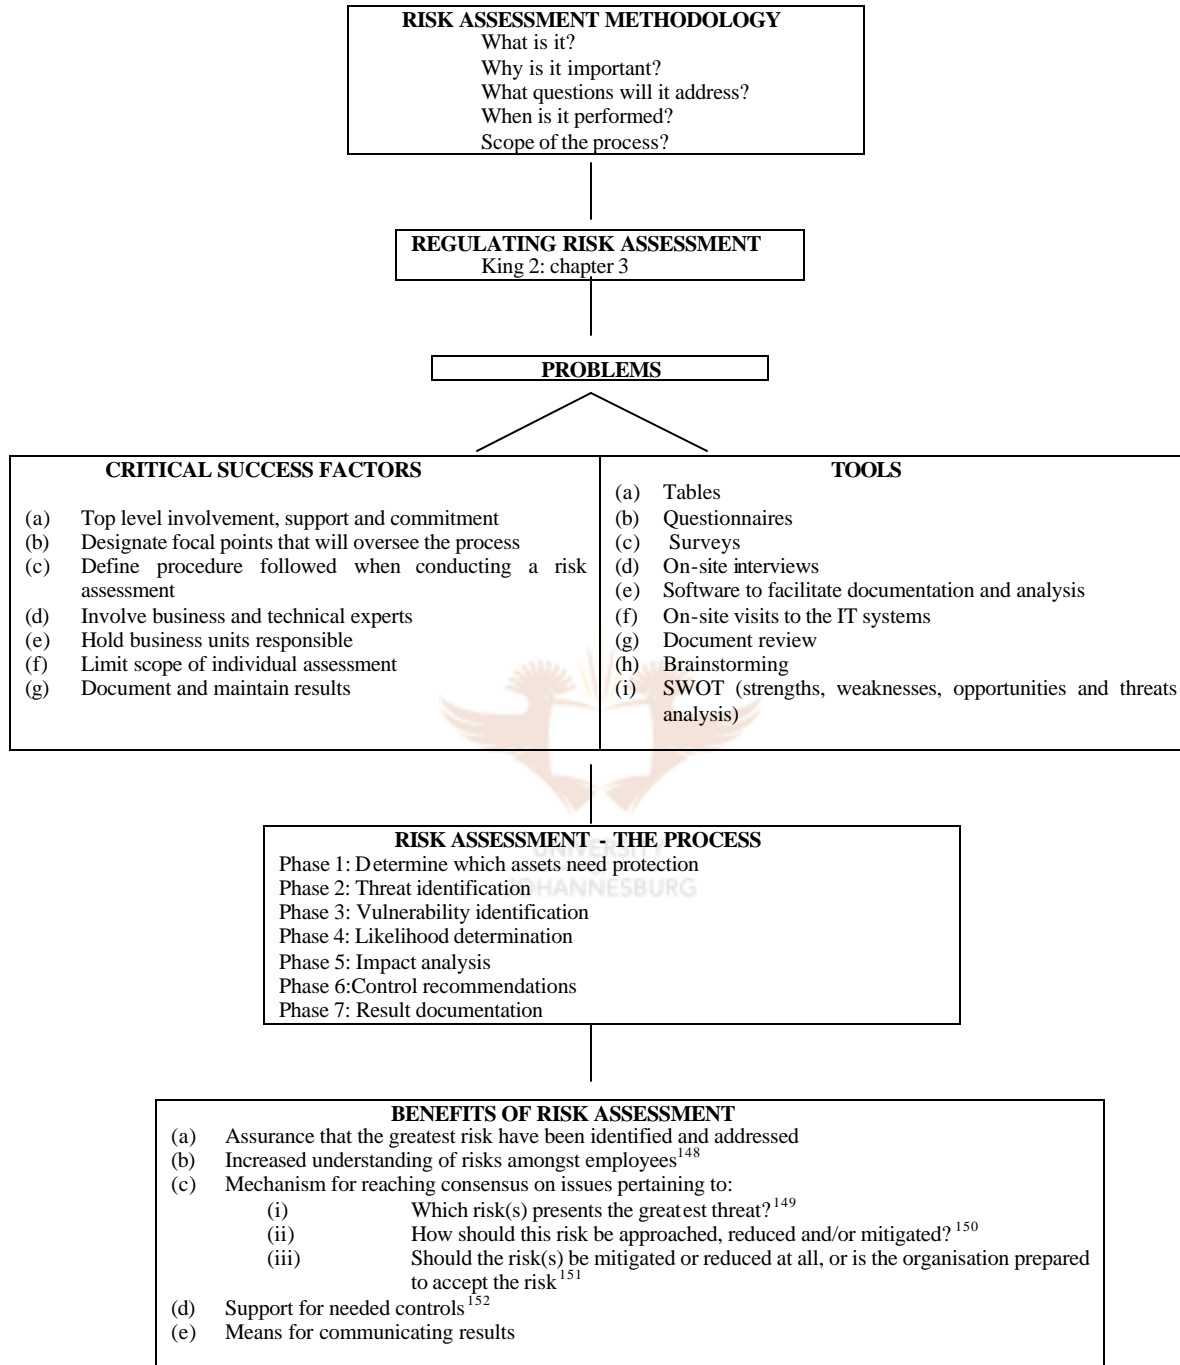 RISK ASSESSMENT METHODOLOGY
What is it?
Why is it important?
What questions will it address?
When is it performed?
Scope of the process?
REGULATING RISK ASSESSMENT
King 2: chapter 3
PROBLEMS
CRITICAL SUCCESS FACTORS
(a) Top level involvement, support and commitment
(b) Designate focal points that will oversee the process
(c) Define procedure followed when conducting a risk
assessment
(d) Involve business and technical experts
(e) Hold business units responsible
(f) Limit scope of individual assessment
(g) Document and maintain results
TOOLS
(a) Tables
(b) Questionnaires
(c) Surveys
(d) On-site interviews
(e) Software to facilitate documentation and analysis
(f) On-site visits to the IT systems
(g) Document review
(h) Brainstorming
(i) SWOT (strengths, weaknesses, opportunities and threats
analysis)
RISK ASSESSMENT - THE PROCESS
UNIVERSITY
Phase 1: Determine which assets need protection
Phase 2: Threat identification
JOHANNESBURG
Phase 3: Vulnerability identification
Phase 4: Likelihood determination
Phase 5: Impact analysis
Phase 6:Control recommendations
Phase 7: Result documentation
BENEFITS OF RISK ASSESSMENT
(a) Assurance that the greatest risk have been identified and addressed
(b) Increased understanding of risks amongst employees148
(c) Mechanism for reaching consensus on issues pertaining to:
(i) Which risk(s) presents the greatest threat?149
(ii) How should this risk be approached, reduced and/or mitigated?150
(iii) Should the risk(s) be mitigated or reduced at all, or is the organisation prepared
to accept the risk151
(d) Support for needed controls152
(e) Means for communicating results